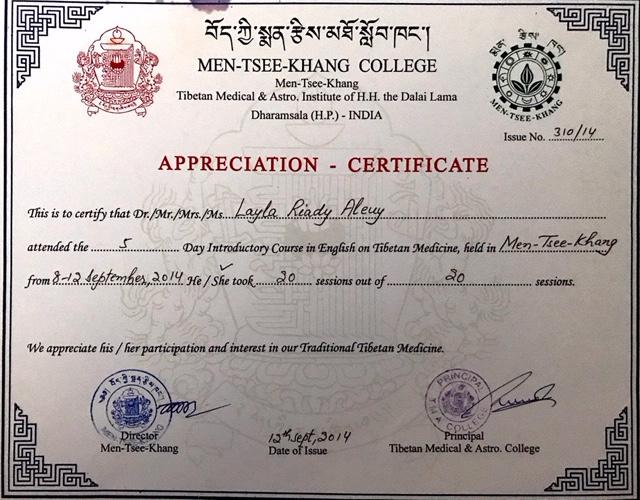 བོད་ཀྱི་སྨན་རྩིས་མཐོ་སློབ་ཁང་།
MEN-TSEE-KHANG COLLEGE
Men-Tsee-Khang
Tibetan Medical & Astro. Institute of H.H. the Dalai Lama
Dharamsala (H.P.) - INDIA
སྨན་རྩིས་ཁང་
MEN-TSEE-KHANG
Issue No. 310/14
APPRECIATION - CERTIFICATE
This is to certify that Dr./Mr./Mrs./Ms. Layla Riady
attended the 5 Day Introductory Course in English on Tibetan Medicine, held in Men-Tsee-Khang
from 8-12 September, 2014 He / She took 20 sessions out of 20 sessions.
We appreciate his / her participation and interest in our Traditional Tibetan Medicine.
PRINCIPAL
COLLEGE
Director
Men-Tsee-Khang
12th Sept, 2014
Date of Issue
Principal
Tibetan Medical & Astro. College